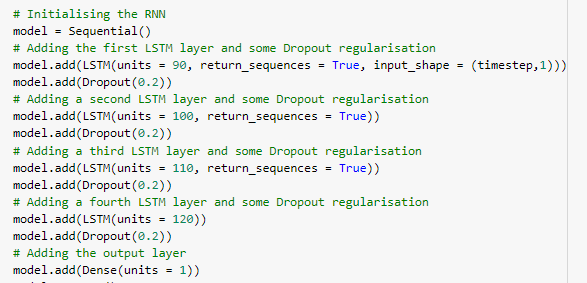 # Initialising the RNN
model = Sequential()
# Adding the first LSTM layer and some Dropout regularisation
model.add(LSTM(units = 90, return_sequences = True, input_shape = (timestep,1)))
model.add(Dropout(0.2))
# Adding a second LSTM layer and some Dropout regularisation
model.add(LSTM(units = 100, return_sequences = True))
model.add(Dropout(0.2))
# Adding a third LSTM layer and some Dropout regularisation
model.add(LSTM(units = 110, return_sequences = True))
model.add(Dropout(0.2))
# Adding a fourth LSTM layer and some Dropout regularisation
model.add(LSTM(units = 120))
model.add(Dropout(0.2))
# Adding the output layer
model.add(Dense(units = 1))